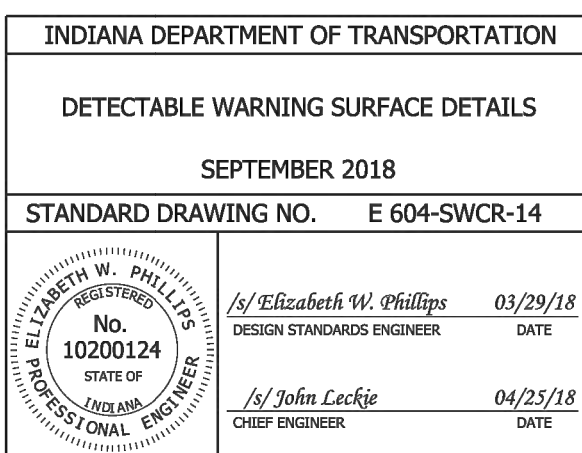 INDIANA DEPARTMENT OF TRANSPORTATION
DETECTABLE WARNING SURFACE DETAILS
SEPTEMBER 2018
STANDARD DRAWING NO. E 604-SWCR-14
ELIZABETH W. PHILLIPS
REGISTERED
No.
10200124
STATE OF
INDIANA
PROFESSIONAL ENGINEER
/s/ Elizabeth W. Phillips 03/29/18
DESIGN STANDARDS ENGINEER DATE
/s/ John Leckie 04/25/18
CHIEF ENGINEER DATE